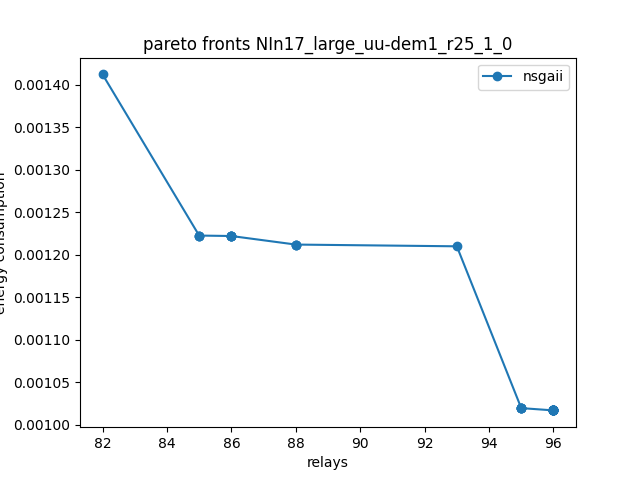 pareto fronts NIn17_large_uu-dem1_r25_1_0
nsgaii
0.00140
0.00135
0.00130
0.00125
0.00120
0.00115
0.00110
0.00105
0.00100
energy consumption
82 84 86 88 90 92 94 96
relays